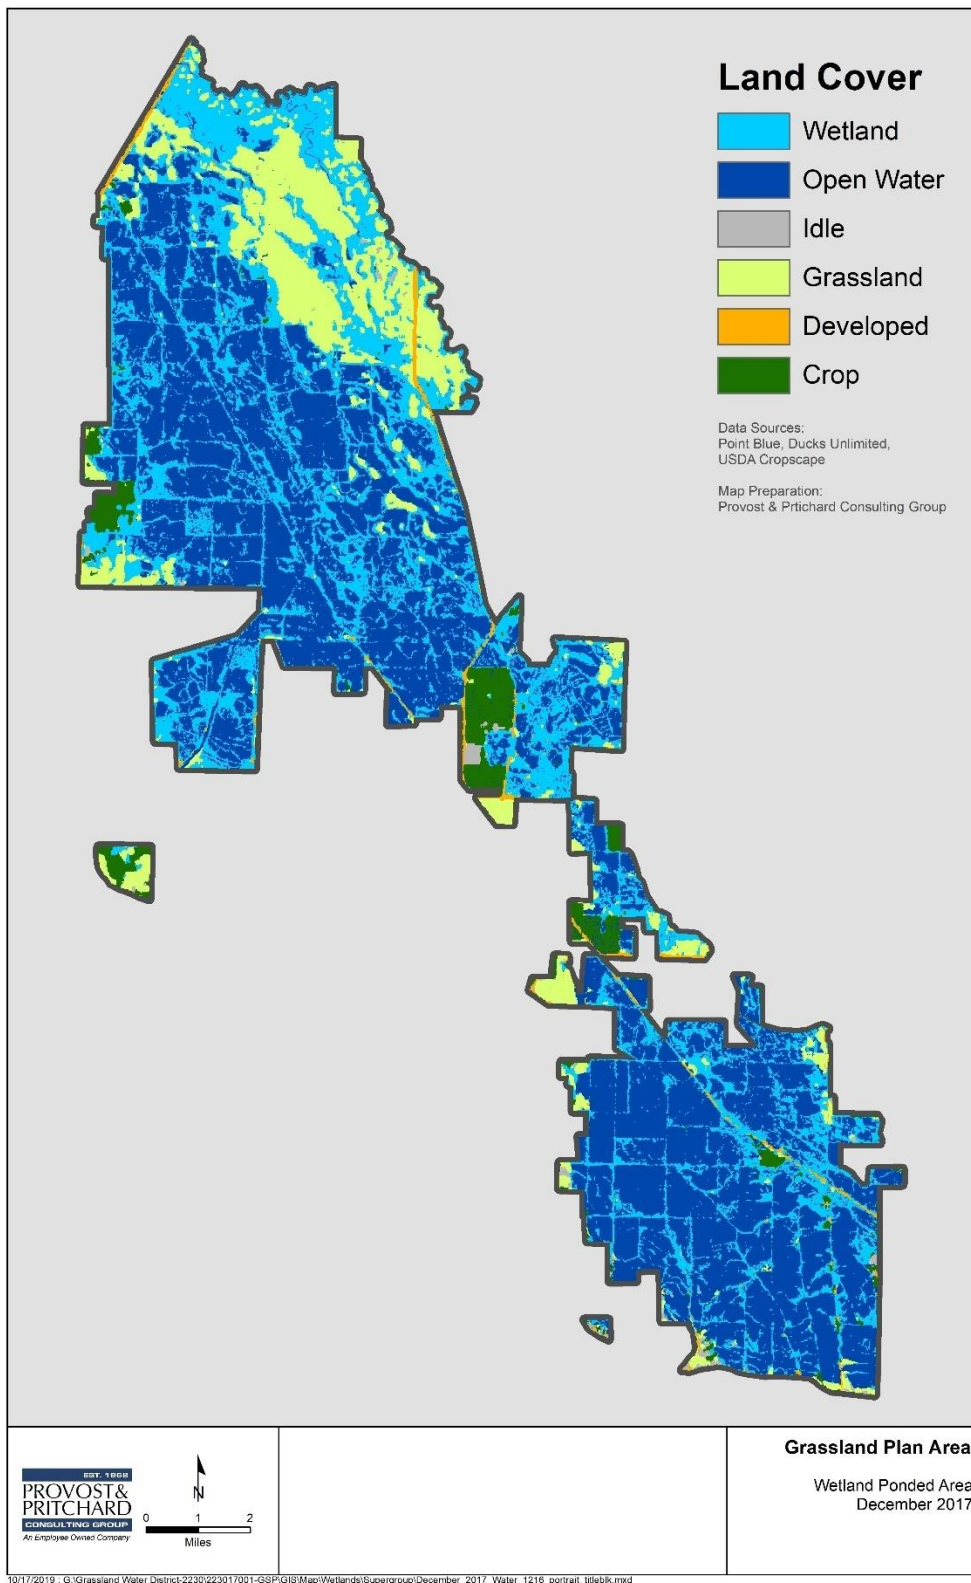 Land Cover
Wetland
Open Water
Idle
Grassland
Developed
Crop
Data Sources:
Point Blue, Ducks Unlimited,
USDA Cropscape
Map Preparation:
Provost & Prtichard Consulting Group
EST. 1968
PROVOST&
PRITCHARD
CONSULTING GROUP
An Employee Owned Company
N
0 1 2
Miles
Grassland Plan Area
Wetland Ponded Area
December 2017
10/17/2019 : G:\Grassland Water District-2230\223017001-GSP\GIS\Map\Wetlands\Supergroup\December_2017_Water_1216_portrait_titleblk.mxd